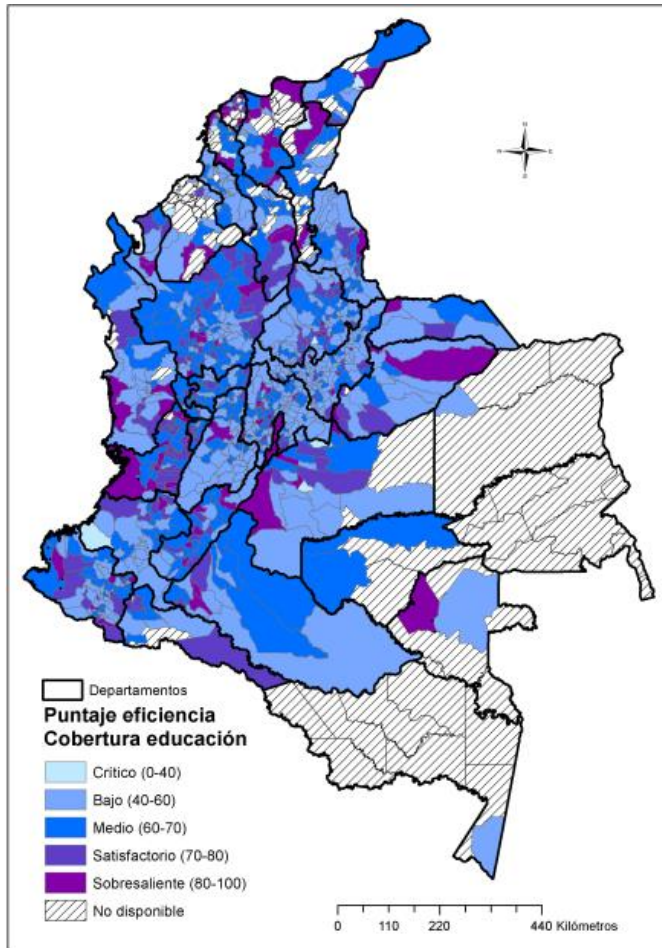 N
E
S
Departamentos
Puntaje eficiencia
Cobertura educación
Crítico (0-40)
Bajo (40-60)
Medio (60-70)
Satisfactorio (70-80)
Sobresaliente (80-100)
No disponible
0 110 220 440 Kilómetros